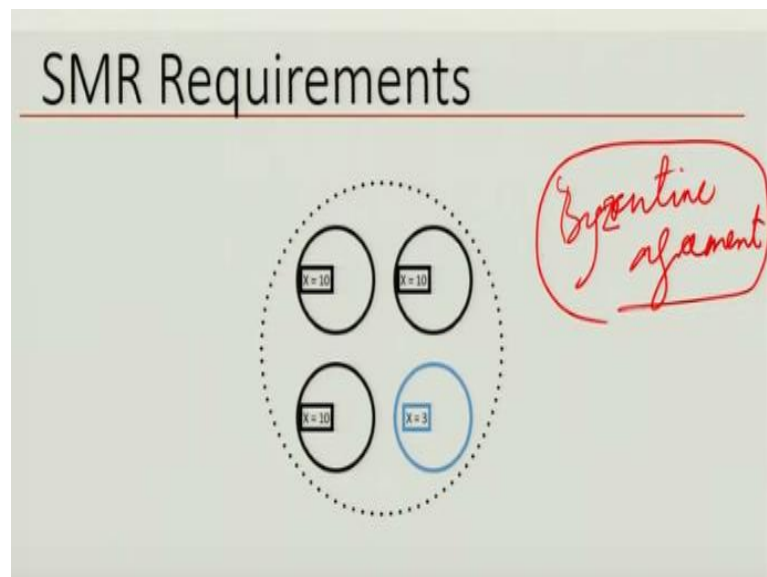 SMR Requirements
Byzantine
agreement
X = 10
X = 10
X = 10
X = 3